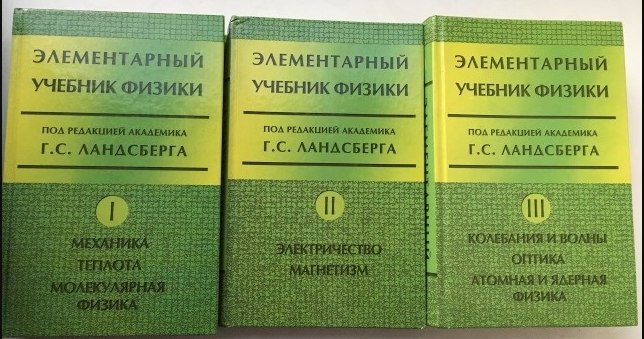 ЭЛЕМЕНТАРНЫЙ
УЧЕБНИК ФИЗИКИ
ПОД РЕДАКЦИЕЙ АКАДЕМИКА
Г.С. ЛАНДСБЕРГА
I
МЕХАНИКА
ТЕПЛОТА
МОЛЕКУЛЯРНАЯ
ФИЗИКА
ЭЛЕМЕНТАРНЫЙ
УЧЕБНИК ФИЗИКИ
ПОД РЕДАКЦИЕЙ АКАДЕМИКА
Г.С. ЛАНДСБЕРГА
II
ЭЛЕКТРИЧЕСТВО
МАГНЕТИЗМ
ЭЛЕМЕНТАРНЫЙ
УЧЕБНИК ФИЗИКИ
ПОД РЕДАКЦИЕЙ АКАДЕМИКА
Г.С. ЛАНДСБЕРГА
III
КОЛЕБАНИЯ И ВОЛНЫ
ОПТИКА
АТОМНАЯ И ЯДЕРНАЯ
ФИЗИКА